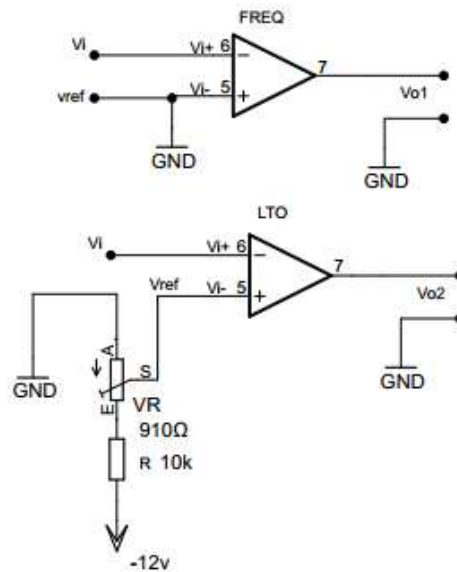 FREQ
Vi
Vi+ 6
7
vref
Vi- 5
Vo1
GND
GND
LTO
Vi
Vi+ 6
7
Vref
Vi- 5
Vo2
GND
GND
A
S
E
VR
910Ω
R 10k
-12v